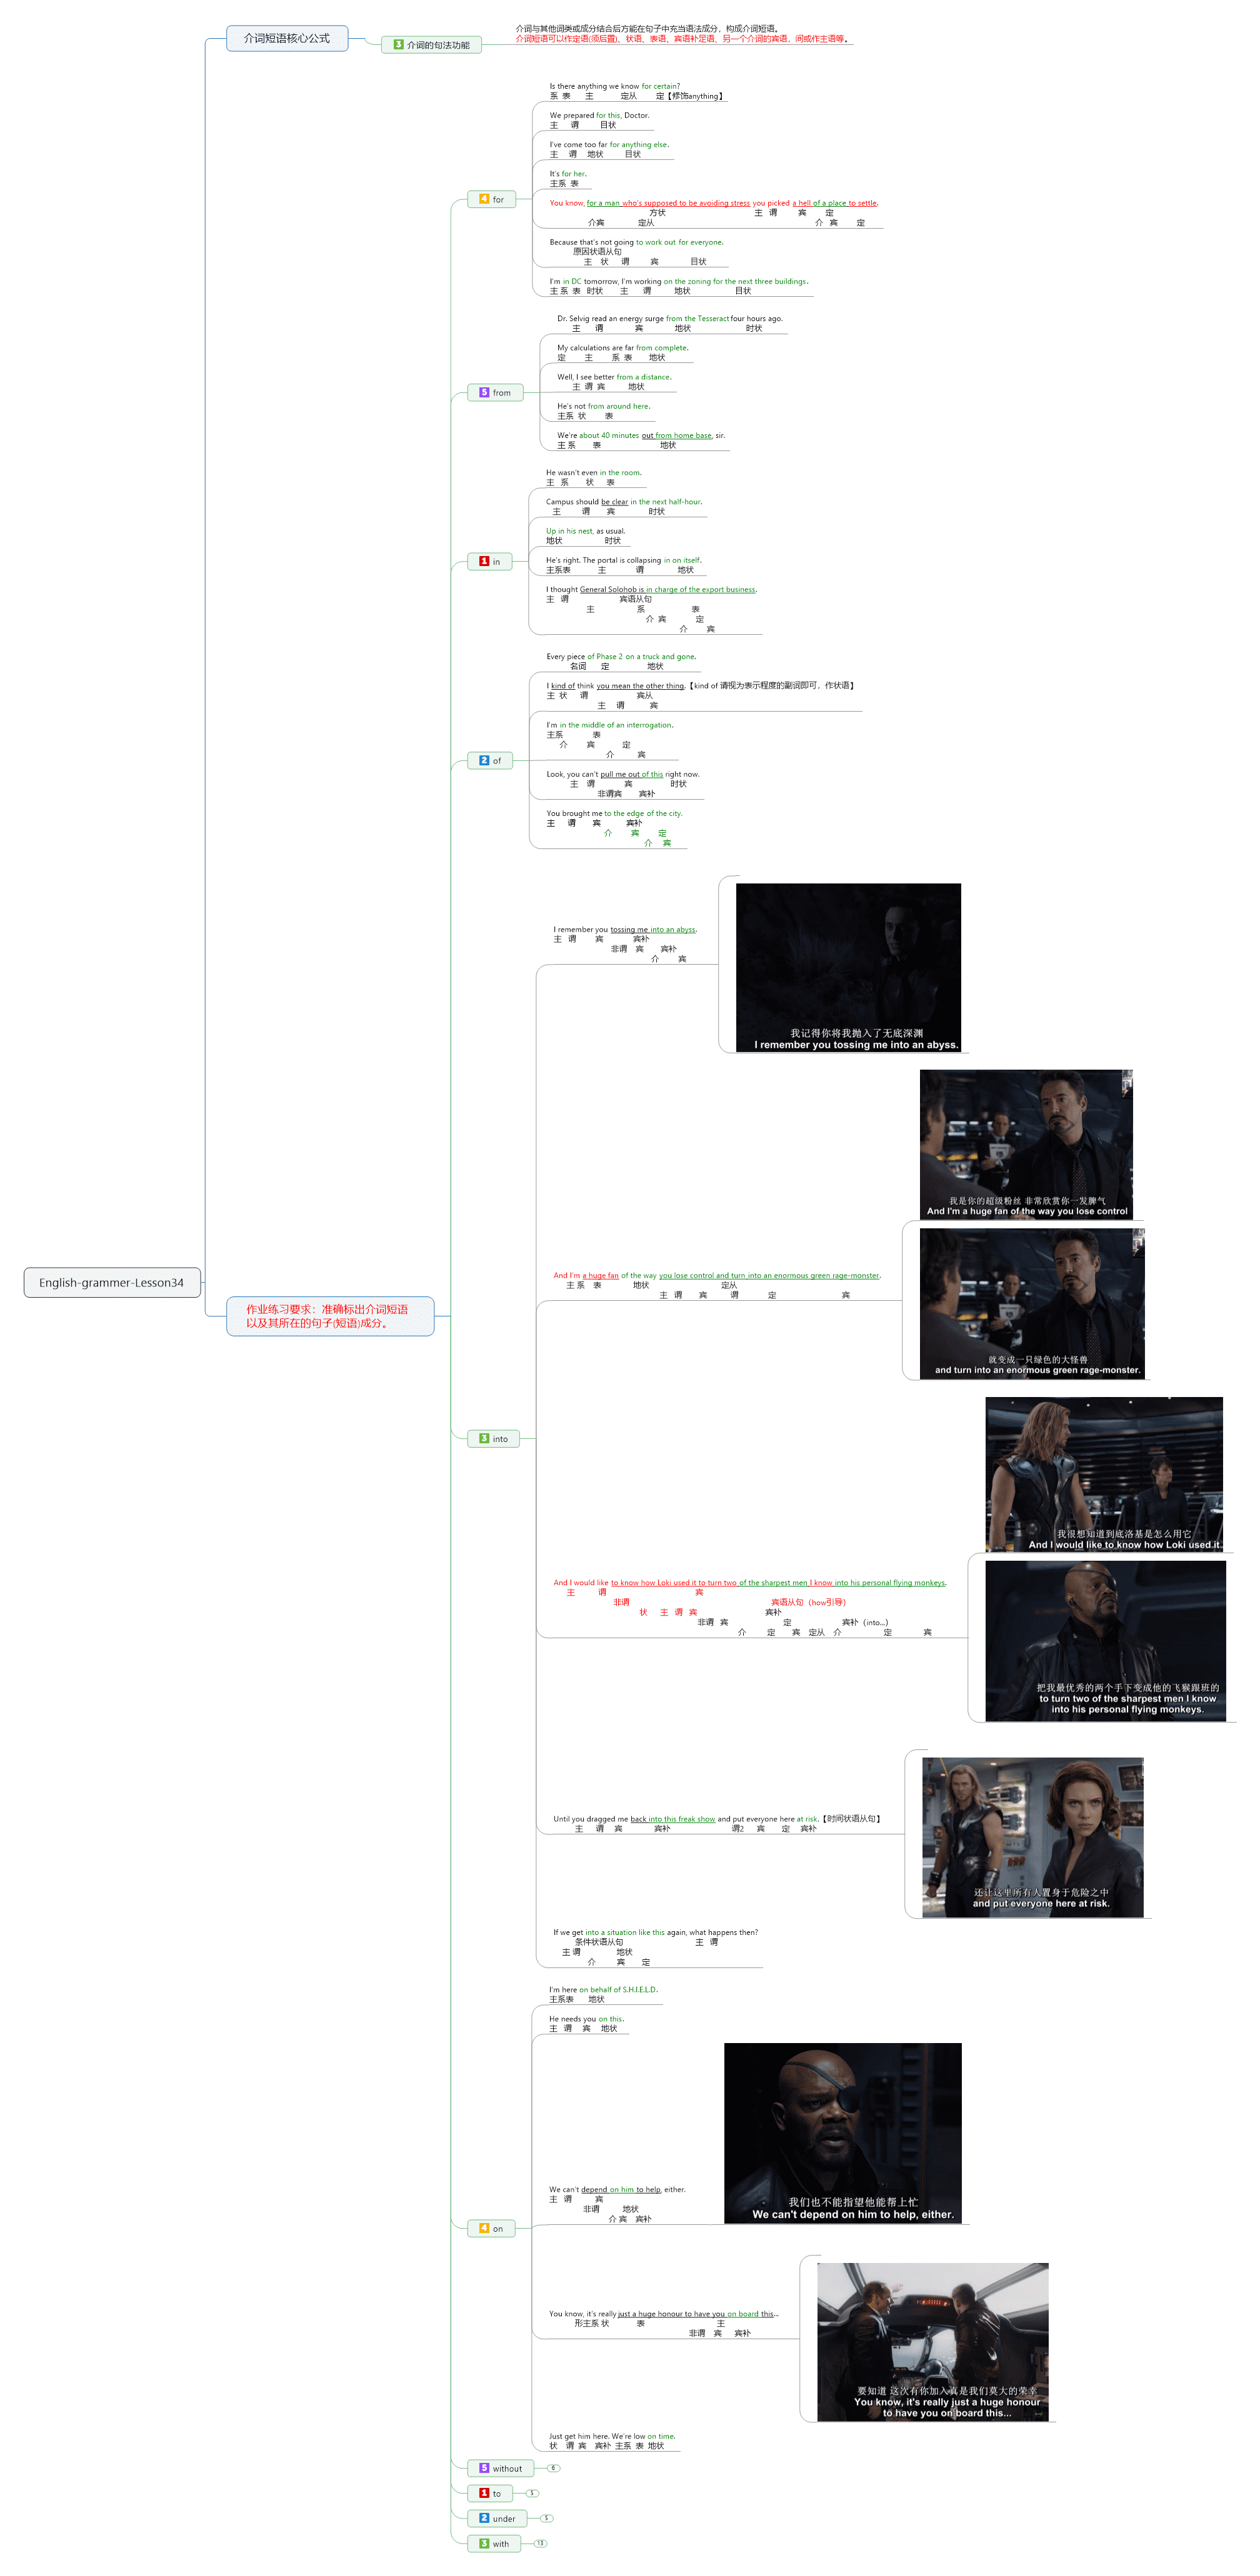 English-grammer-Lesson34
介词短语核心公式
3 介词的句法功能
介词与其他词类或成分结合后方能在句子中充当语法成分，构成介词短语。
介词短语可以作定语(须后置)、状语、表语、宾语补足语、另一个介词的宾语，间或作主语等。
作业练习要求：准确标出介词短语
以及其所在的句子(短语)成分。
4 for
Is there anything we know for certain?
系 表 主 定从 定【修饰anything】
We prepared for this, Doctor.
主 谓 目状
I've come too far for anything else.
主 谓 地状 目状
It's for her.
主系 表
You know, for a man who's supposed to be avoiding stress you picked a hell of a place to settle.
方状 主 谓 宾 定
介宾 定从 介 宾 定
Because that's not going to work out for everyone.
原因状语从句
主 状 谓 宾 目状
I'm in DC tomorrow, I'm working on the zoning for the next three buildings.
主 系 表 时状 主 谓 地状 目状
5 from
Dr. Selvig read an energy surge from the Tesseract four hours ago.
主 谓 宾 地状 时状
My calculations are far from complete.
定 主 系 表 地状
Well, I see better from a distance.
主 谓 宾 地状
He's not from around here.
主系 状 表
We're about 40 minutes out from home base, sir.
主 系 表 地状
1 in
He wasn't even in the room.
主 系 状 表
Campus should be clear in the next half-hour.
主 谓 宾 时状
Up in his nest, as usual.
地状 时状
He's right. The portal is collapsing in on itself.
主系表 主 谓 地状
I thought General Solohob is in charge of the export business.
主 谓 宾语从句
主 系 表
介 宾 定
介 宾
2 of
Every piece of Phase 2 on a truck and gone.
名词 定 地状
I kind of think you mean the other thing.【kind of 请视为表示程度的副词即可，作状语】
主 状 谓 宾从
主 谓 宾
I'm in the middle of an interrogation.
主系 表
介 宾 定
介 宾
Look, you can't pull me out of this right now.
主 谓 宾 时状
非谓宾 宾补
You brought me to the edge of the city.
主 谓 宾 宾补
介 宾 定
介 宾
3 into
I remember you tossing me into an abyss.
主 谓 宾 宾补
非谓 宾 宾补
介 宾
我记得你将我抛入了无底深渊
I remember you tossing me into an abyss.
And I'm a huge fan of the way you lose control and turn into an enormous green rage-monster.
主 系 表 地状 定从
主 谓 宾 谓 定 宾
我是你的超级粉丝 非常欣赏你一发脾气
And I'm a huge fan of the way you lose control
就变成一只绿色的大怪兽
and turn into an enormous green rage-monster.
And I would like to know how Loki used it to turn two of the sharpest men I know into his personal flying monkeys.
主 谓 宾
非谓 宾语从句（how引导）
状 主 谓 宾 宾补
非谓 宾 定 宾补（into...）
介 定 宾 定从 介 定 宾
我很想知道到底洛基是怎么用它
And I would like to know how Loki used it.
把我最优秀的两个手下变成他的飞猴跟班的
to turn two of the sharpest men I know
into his personal flying monkeys.
Until you dragged me back into this freak show and put everyone here at risk.【时间状语从句】
主 谓 宾 宾补 谓2 宾 定 宾补
还让这里所有人置身于危险之中
and put everyone here at risk.
If we get into a situation like this again, what happens then?
条件状语从句 主 谓
主 谓 地状
介 宾 定
4 on
I'm here on behalf of S.H.I.E.L.D.
主系表 地状
He needs you on this.
主 谓 宾 地状
We can't depend on him to help, either.
主 谓 宾
非谓 地状
介 宾 宾补
我们也不能指望他能帮上忙
We can't depend on him to help, either.
You know, it's really just a huge honour to have you on board this...
形主系 状 表 主
非谓 宾 宾补
要知道 这次有你加入真是我们莫大的荣幸
You know, it's really just a huge honour
to have you on board this...
Just get him here. We're low on time.
状 谓 宾 宾补 主系 表 地状
5 without 6
1 to 5
2 under 5
3 with 13